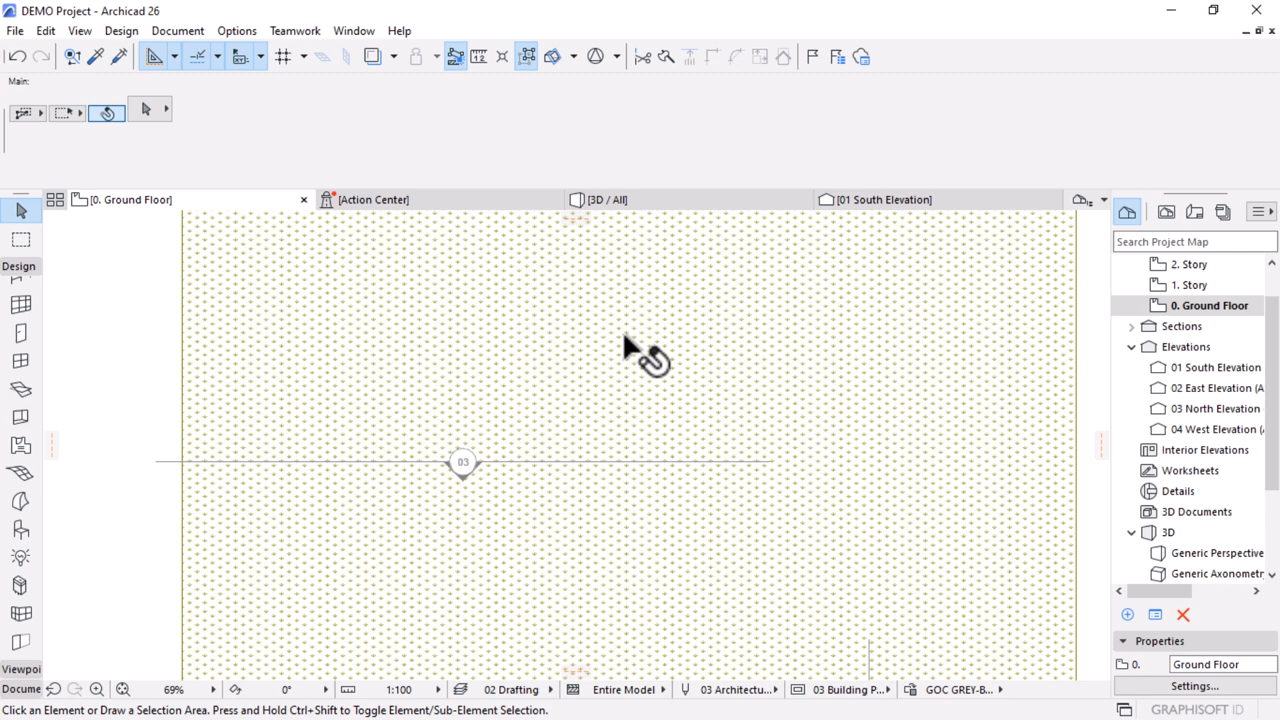 DEMO Project - Archicad 26
File Edit View Design Document Options Teamwork Window Help
Main:
[0. Ground Floor]
[Action Center]
[3D / All]
[01 South Elevation]
Design
Viewpoi
Docume
03
Search Project Map
2. Story
1. Story
0. Ground Floor
Sections
Elevations
01 South Elevation
02 East Elevation (A
03 North Elevation
04 West Elevation (A
Interior Elevations
Worksheets
Details
3D Documents
3D
Generic Perspective
Generic Axonometr
Properties
0. Ground Floor
Settings...
69% 0° 1:100 02 Drafting Entire Model 03 Architectu... 03 Building P... GOC GREY-B...
Click an Element or Draw a Selection Area. Press and Hold Ctrl+Shift to Toggle Element/Sub-Element Selection.
GRAPHISOFT ID